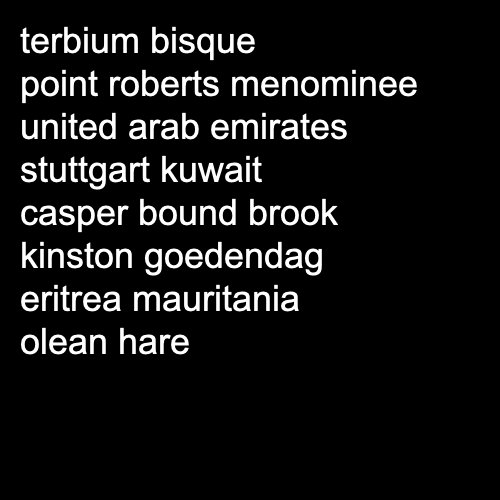 terbium bisque
point roberts menominee
united arab emirates
stuttgart kuwait
casper bound brook
kinston goedendag
eritrea mauritania
olean hare